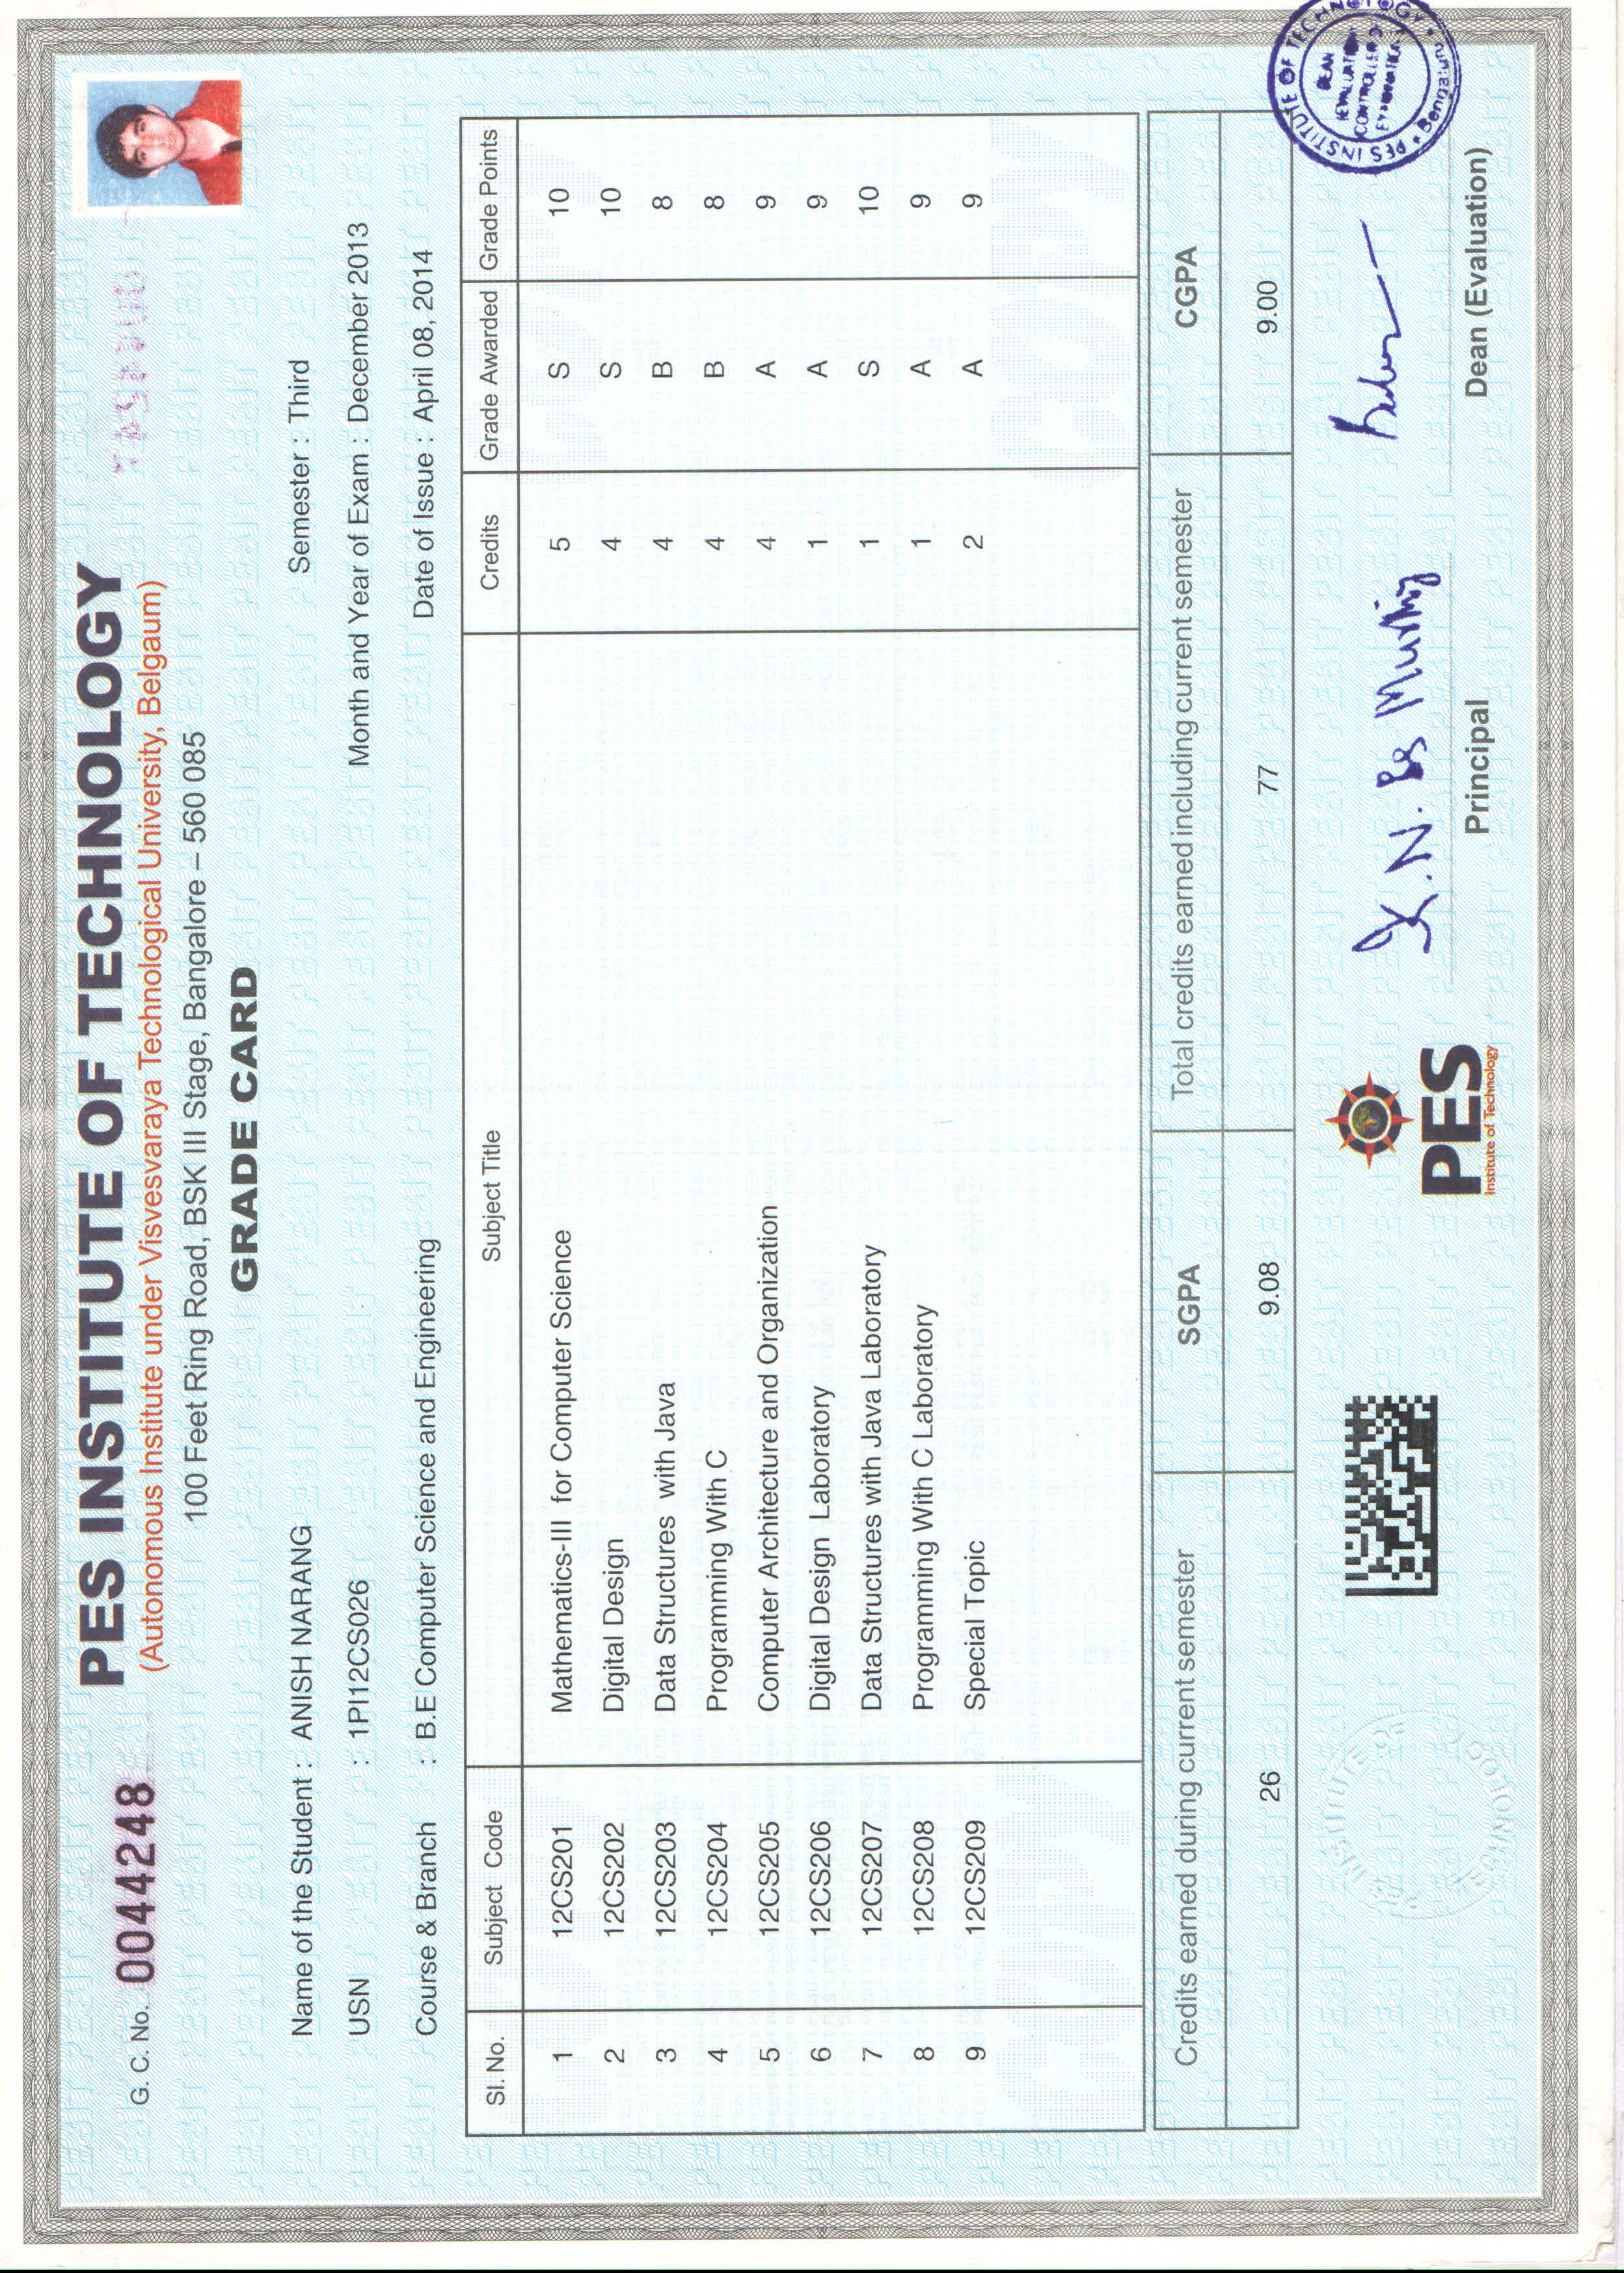 G. C. No. 0044248
PES INSTITUTE OF TECHNOLOGY
(Autonomous Institute under Visvesvaraya Technological University, Belgaum)
100 Feet Ring Road, BSK III Stage, Bangalore – 560 085
GRADE CARD
Name of the Student : ANISH NARANG Semester : Third
USN : 1PI12CS026 Month and Year of Exam : December 2013
Course & Branch : B.E Computer Science and Engineering Date of Issue : April 08, 2014
Sl. No. Subject Code Subject Title Credits Grade Awarded Grade Points
1 12CS201 Mathematics-III for Computer Science 5 S 10
2 12CS202 Digital Design 4 S 10
3 12CS203 Data Structures with Java 4 B 8
4 12CS204 Programming With C 4 B 8
5 12CS205 Computer Architecture and Organization 4 A 9
6 12CS206 Digital Design Laboratory 1 A 9
7 12CS207 Data Structures with Java Laboratory 1 S 10
8 12CS208 Programming With C Laboratory 1 A 9
9 12CS209 Special Topic 2 A 9
Credits earned during current semester SGPA Total credits earned including current semester CGPA
26 9.08 77 9.00
PES
Institute of Technology
Principal
Dean (Evaluation)
PES INSTITUTE OF TECHNOLOGY
DEAN
Bengaluru